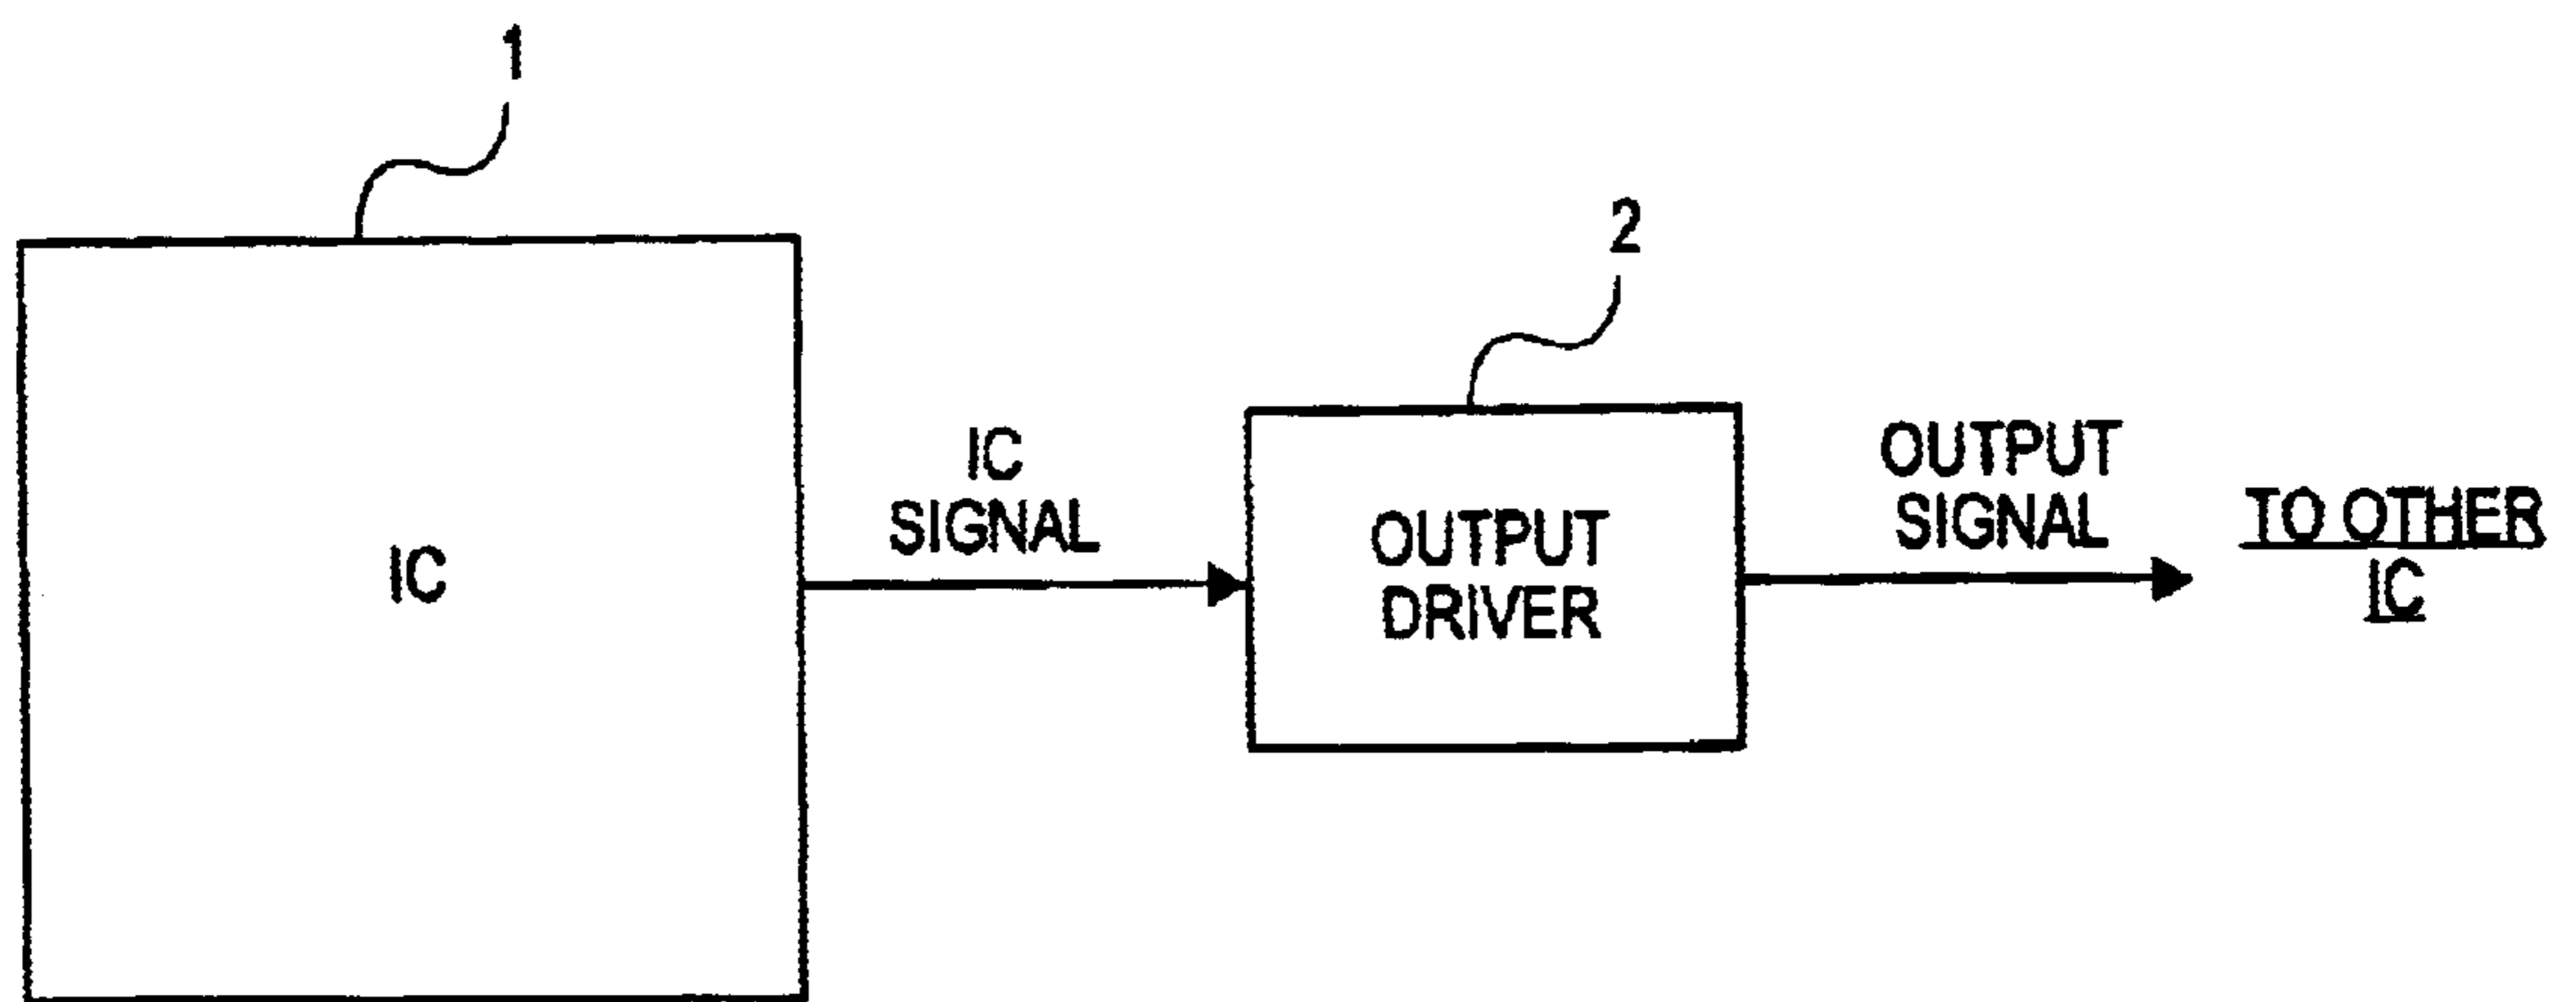 1
2
IC
IC
SIGNAL
OUTPUT
DRIVER
OUTPUT
SIGNAL
TO OTHER
IC